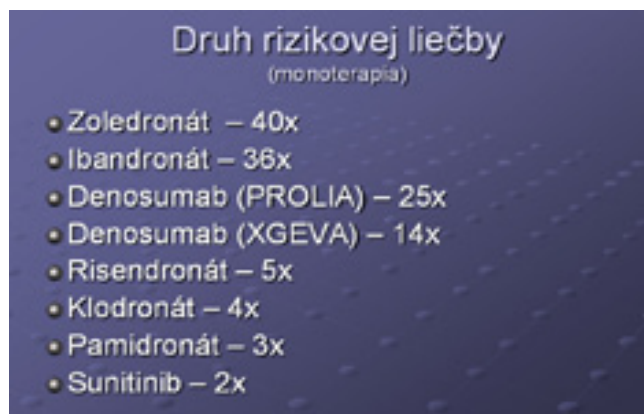 Druh rizikovej liečby
(monoterapia)
Zoledronát – 40x
Ibandronát – 36x
Denosumab (PROLIA) – 25x
Denosumab (XGEVA) – 14x
Risendronát – 5x
Klodronát – 4x
Pamidronát – 3x
Sunitinib – 2x